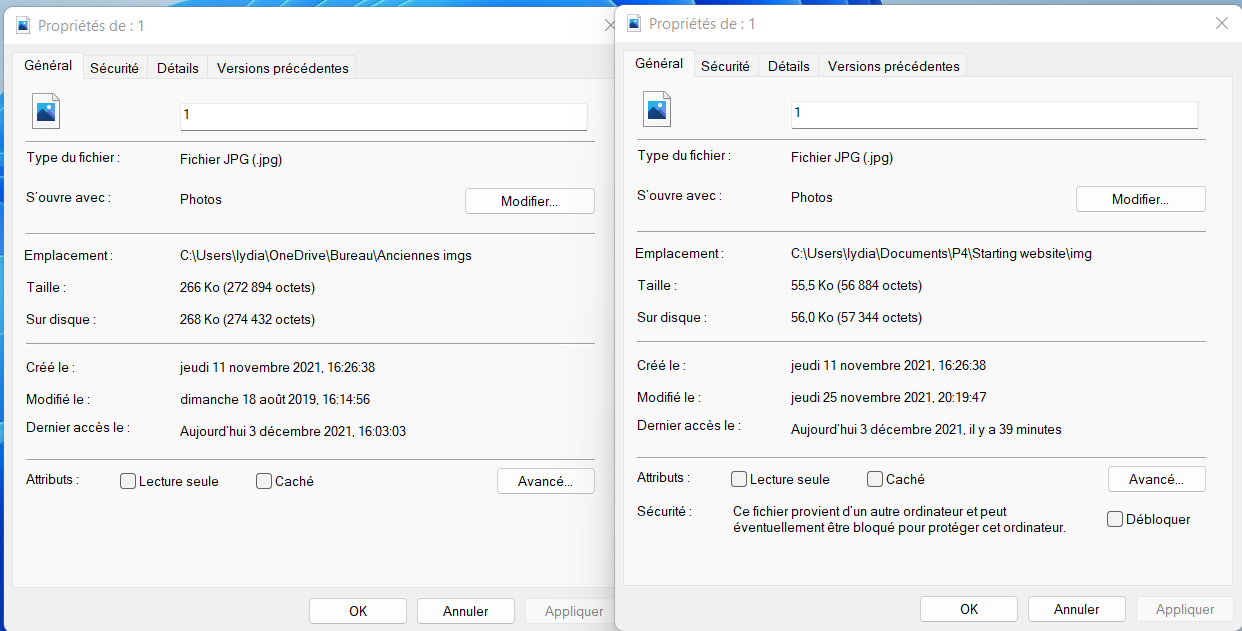 Propriétés de : 1
Général Sécurité Détails Versions précédentes
1
Type du fichier : Fichier JPG (.jpg)
S'ouvre avec : Photos Modifier...
Emplacement : C:\Users\lydia\OneDrive\Bureau\Anciennes imgs
Taille : 266 Ko (272 894 octets)
Sur disque : 268 Ko (274 432 octets)
Créé le : jeudi 11 novembre 2021, 16:26:38
Modifié le : dimanche 18 août 2019, 16:14:56
Dernier accès le : Aujourd'hui 3 décembre 2021, 16:03:03
Attributs : Lecture seule Caché Avancé...
OK Annuler Appliquer
Propriétés de : 1
Général Sécurité Détails Versions précédentes
1
Type du fichier : Fichier JPG (.jpg)
S'ouvre avec : Photos Modifier...
Emplacement : C:\Users\lydia\Documents\P4\Starting website\img
Taille : 55,5 Ko (56 884 octets)
Sur disque : 56,0 Ko (57 344 octets)
Créé le : jeudi 11 novembre 2021, 16:26:38
Modifié le : jeudi 25 novembre 2021, 20:19:47
Dernier accès le : Aujourd'hui 3 décembre 2021, il y a 39 minutes
Attributs : Lecture seule Caché Avancé...
Sécurité : Ce fichier provient d'un autre ordinateur et peut
éventuellement être bloqué pour protéger cet ordinateur. Débloquer
OK Annuler Appliquer